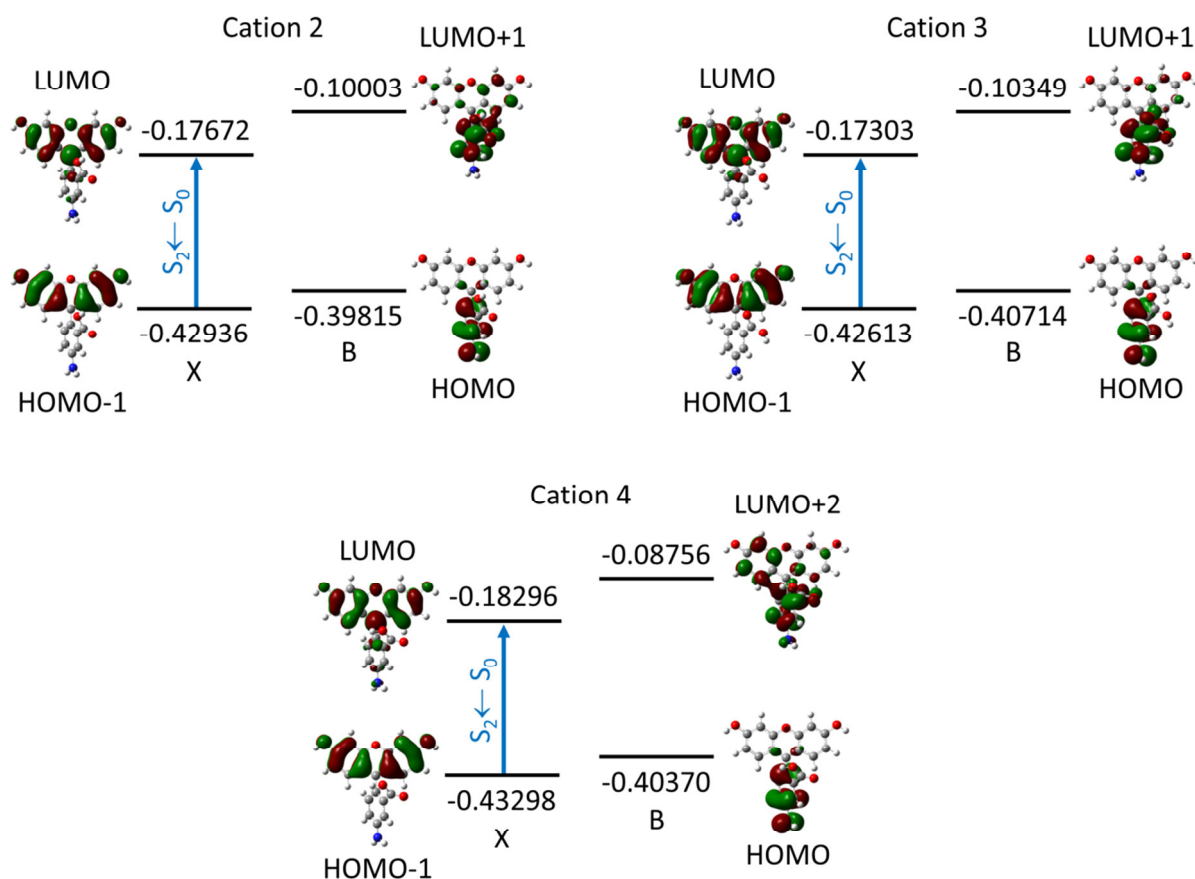 Cation 2
LUMO+1
LUMO
-0.10003
-0.17672
S₂ ← S₀
-0.42936
-0.39815
X
B
HOMO-1
HOMO
Cation 3
LUMO+1
LUMO
-0.10349
-0.17303
S₂ ← S₀
-0.42613
-0.40714
X
B
HOMO-1
HOMO
Cation 4
LUMO+2
LUMO
-0.08756
-0.18296
S₂ ← S₀
-0.43298
-0.40370
X
B
HOMO-1
HOMO